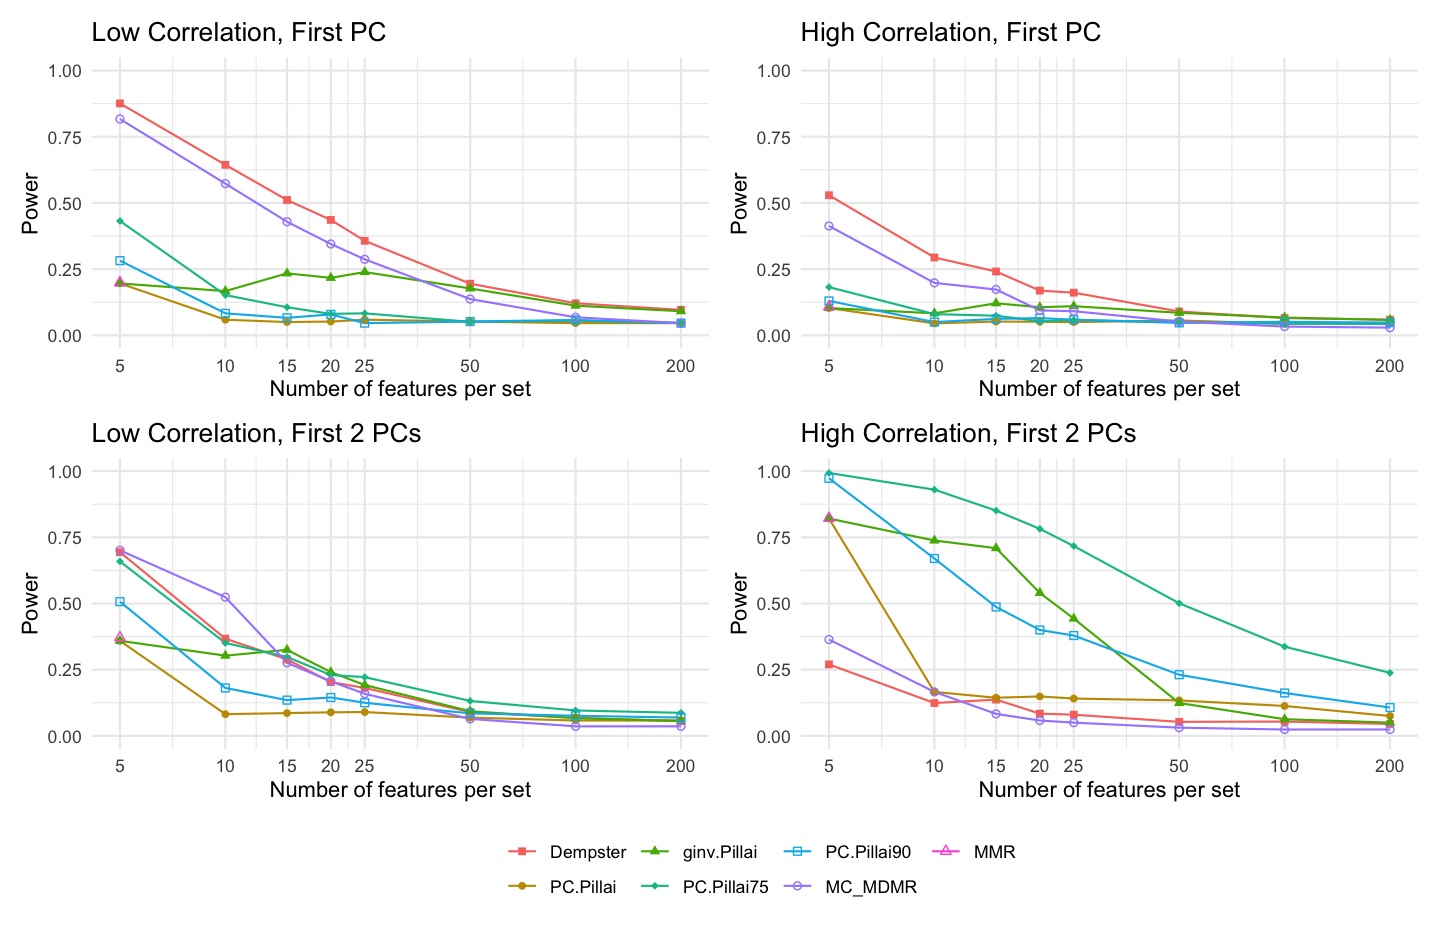 Low Correlation, First PC
High Correlation, First PC
1.00
0.75
0.50
0.25
0.00
Power
5 10 15 20 25 50 100 200
Number of features per set
1.00
0.75
0.50
0.25
0.00
Power
5 10 15 20 25 50 100 200
Number of features per set
Low Correlation, First 2 PCs
High Correlation, First 2 PCs
1.00
0.75
0.50
0.25
0.00
Power
5 10 15 20 25 50 100 200
Number of features per set
1.00
0.75
0.50
0.25
0.00
Power
5 10 15 20 25 50 100 200
Number of features per set
Dempster ginv.Pillai PC.Pillai90 MMR
PC.Pillai PC.Pillai75 MC_MDMR